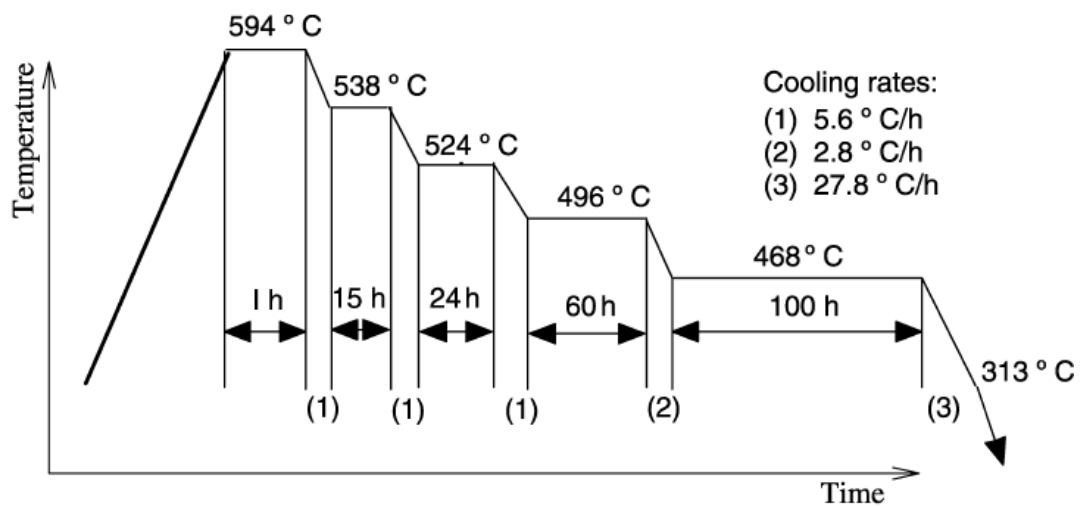 594 º C
538 º C
524 º C
496 º C
468 º C
313 º C
Cooling rates:
(1) 5.6 º C/h
(2) 2.8 º C/h
(3) 27.8 º C/h
Temperature
I h
15 h
24 h
60 h
100 h
(1)
(1)
(1)
(2)
(3)
Time